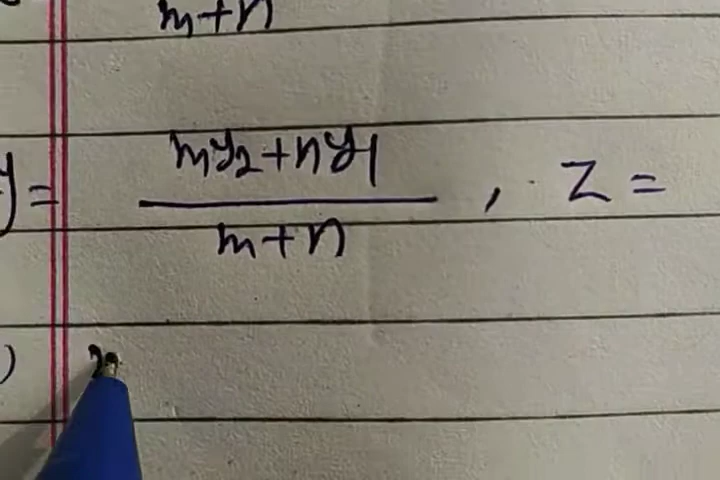 m+n
y = my₂+ny₁ / m+n , z =
)